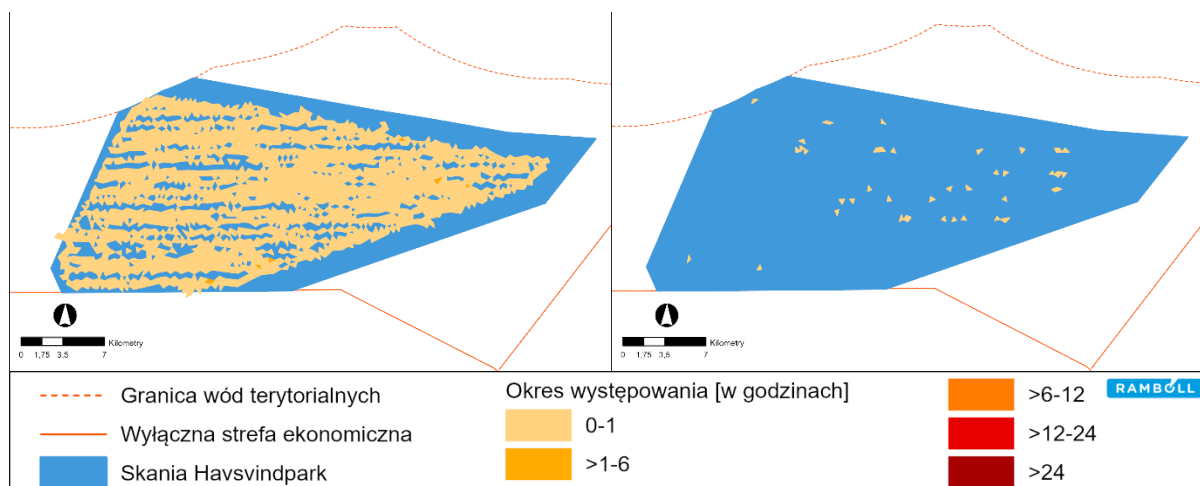 0 1,75 3,5 7 Kilometry
0 1,75 3,5 7 Kilometry
Granica wód terytorialnych
Wyłączna strefa ekonomiczna
Skania Havsvindpark
Okres występowania [w godzinach]
0-1
>1-6
>6-12
>12-24
>24
RAMBOLL